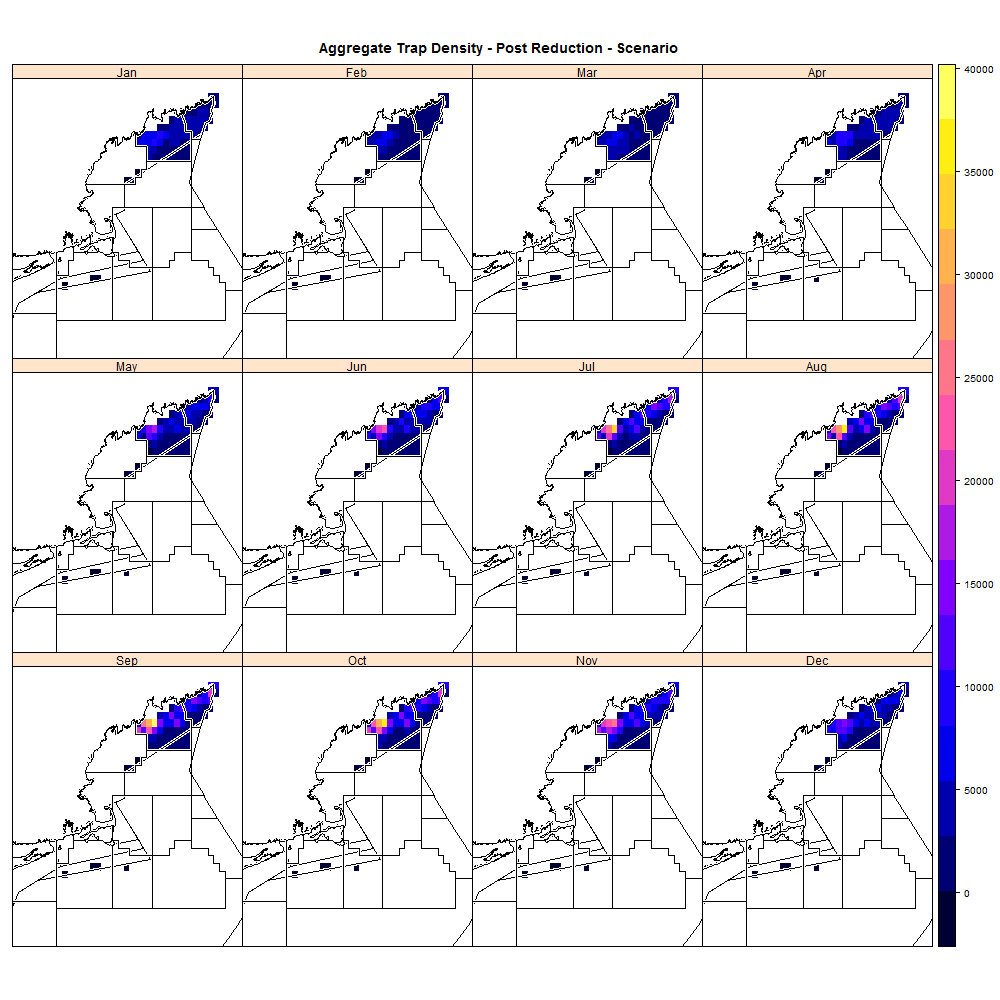 Aggregate Trap Density - Post Reduction - Scenario
Jan
Feb
Mar
Apr
May
Jun
Jul
Aug
Sep
Oct
Nov
Dec
40000
35000
30000
25000
20000
15000
10000
5000
0